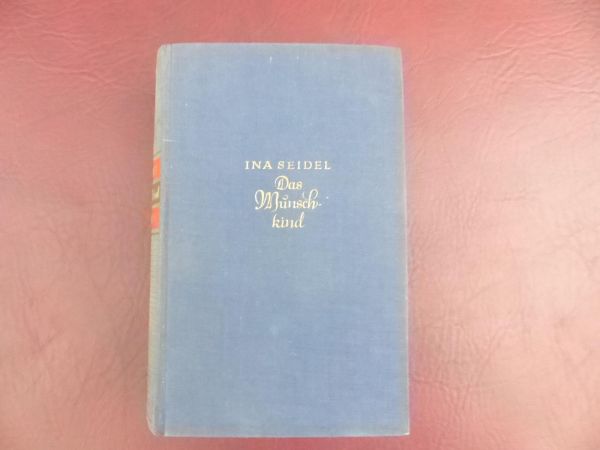 INA SEIDEL
Das
Wunsch-
kind